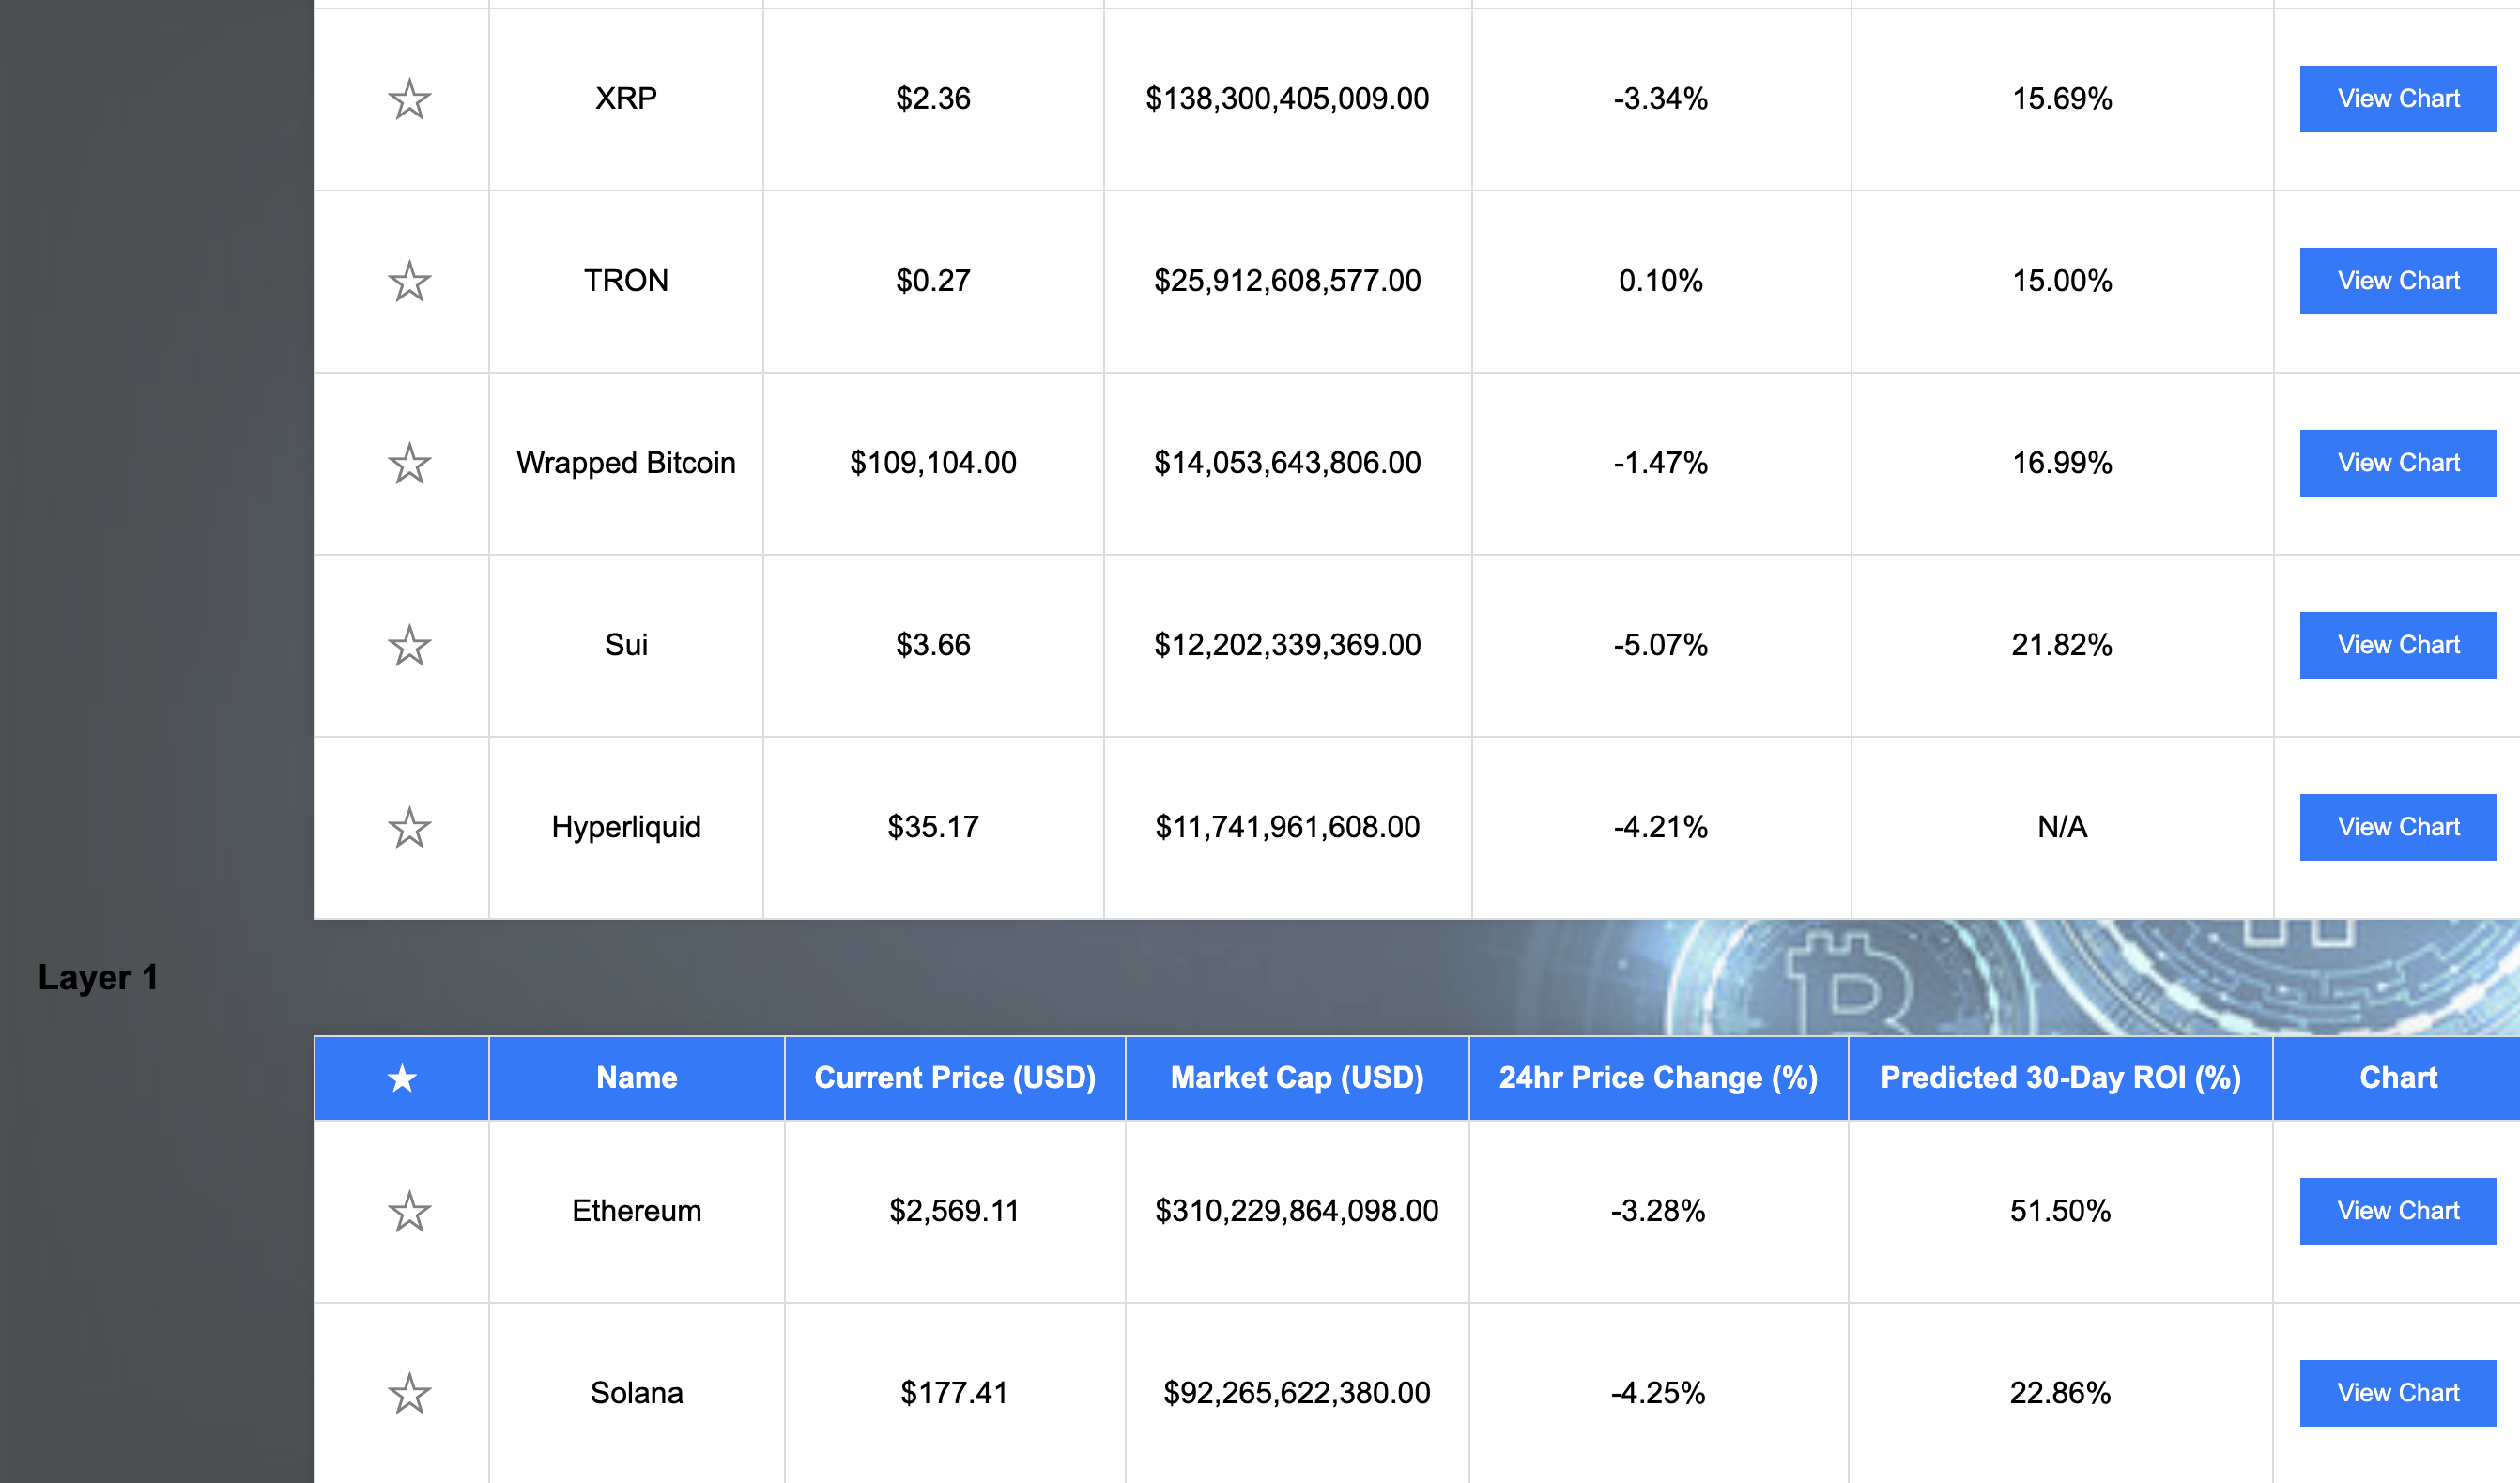 XRP $2.36 $138,300,405,009.00 -3.34% 15.69% View Chart
TRON $0.27 $25,912,608,577.00 0.10% 15.00% View Chart
Wrapped Bitcoin $109,104.00 $14,053,643,806.00 -1.47% 16.99% View Chart
Sui $3.66 $12,202,339,369.00 -5.07% 21.82% View Chart
Hyperliquid $35.17 $11,741,961,608.00 -4.21% N/A View Chart
Layer 1
★ Name Current Price (USD) Market Cap (USD) 24hr Price Change (%) Predicted 30-Day ROI (%) Chart
Ethereum $2,569.11 $310,229,864,098.00 -3.28% 51.50% View Chart
Solana $177.41 $92,265,622,380.00 -4.25% 22.86% View Chart